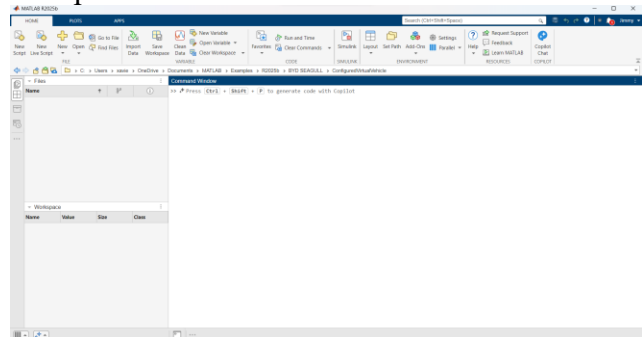 MATLAB R2025b
HOME PLOTS APPS Search (Ctrl+Shift+Space) Jimmy
New Script
New Live Script
New
Open
Go to File
Find Files
Import Data
Save Workspace
Clean Data
New Variable
Open Variable
Clear Workspace
Favorites
Run and Time
Clear Commands
Simulink
Layout
Set Path
Add-Ons
Settings
Parallel
Help
Request Support
Feedback
Learn MATLAB
Copilot Chat
FILE VARIABLE CODE SIMULINK ENVIRONMENT RESOURCES COPILOT
C: › Users › › OneDrive › Documents › MATLAB › Examples › R2025b › BYD SEAGULL › ConfiguredVirtualVehicle
Files
Name
Command Window
>> Press Ctrl + Shift + P to generate code with Copilot
Workspace
Name Value Size Class